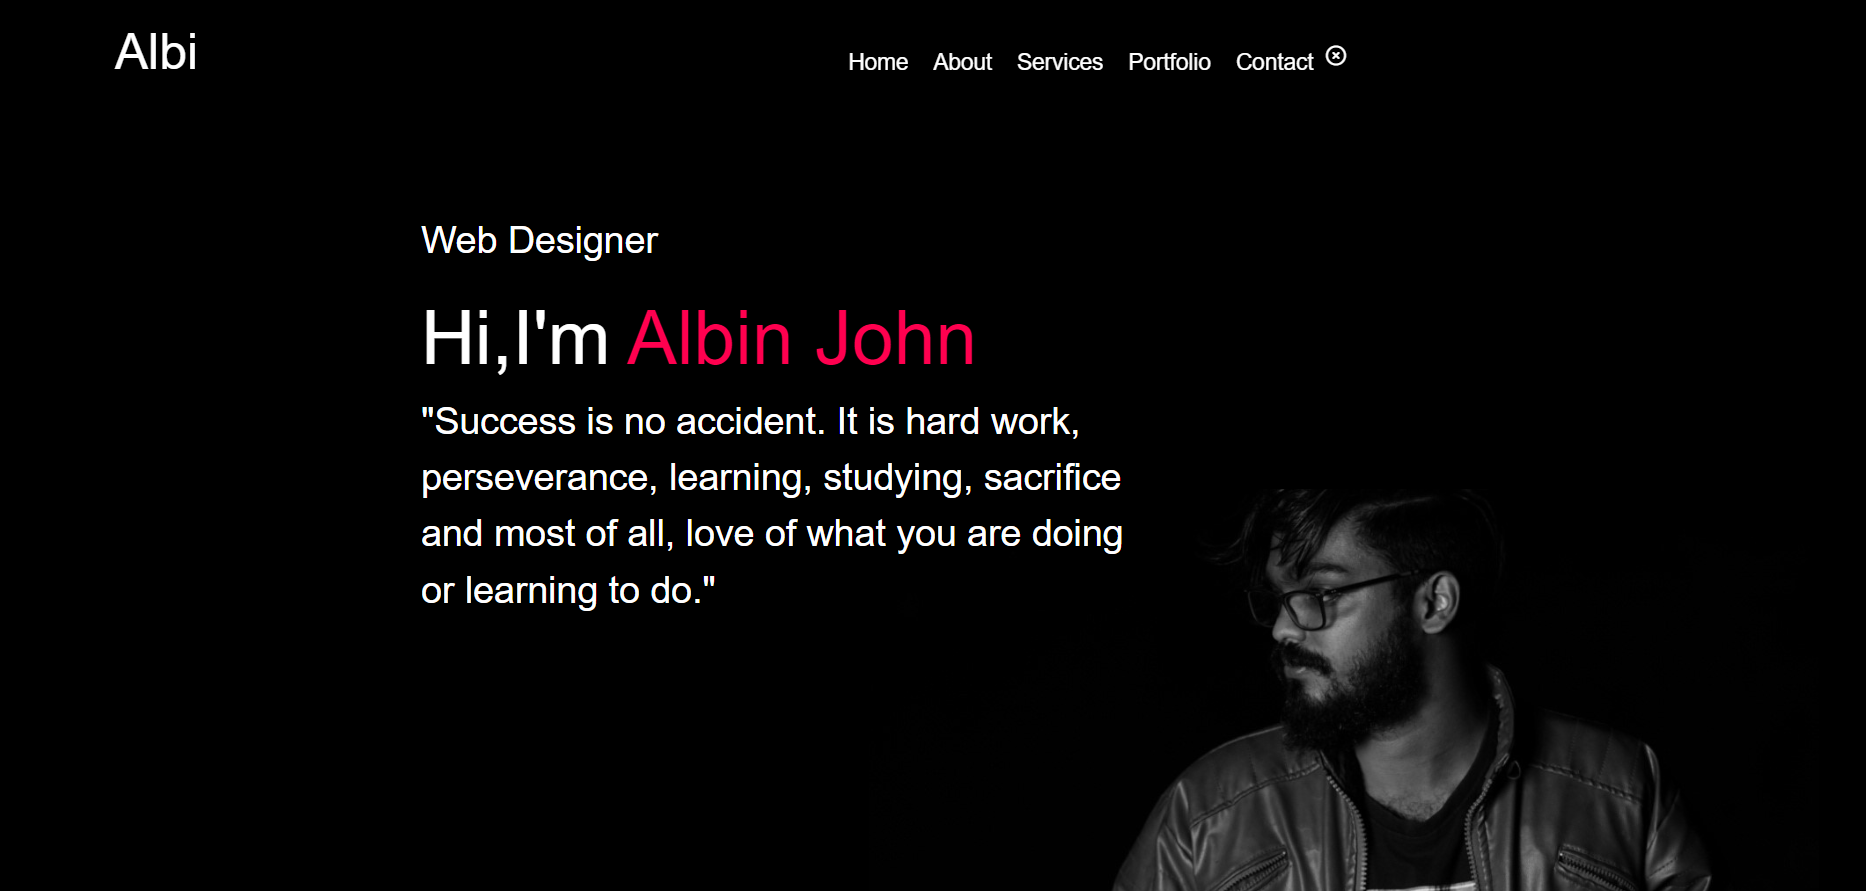 Albi
Home About Services Portfolio Contact
Web Designer
Hi,I'm Albin John
"Success is no accident. It is hard work,
perseverance, learning, studying, sacrifice
and most of all, love of what you are doing
or learning to do."